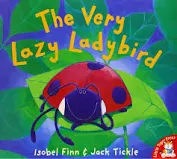 The Very
Lazy Ladybird
Isobel Finn & Jack Tickle